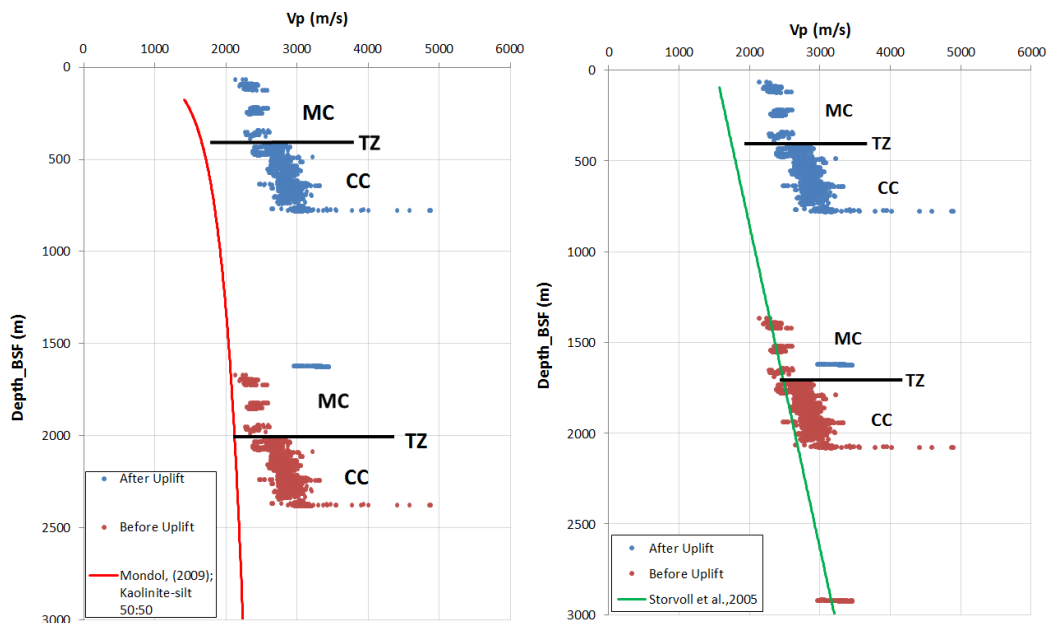 Vp (m/s)
0 1000 2000 3000 4000 5000 6000
0
500
1000
1500
2000
2500
3000
Depth_BSF (m)
MC
TZ
CC
MC
TZ
CC
After Uplift
Before Uplift
Mondol, (2009);
Kaolinite-silt
50:50
Vp (m/s)
0 1000 2000 3000 4000 5000 6000
0
500
1000
1500
2000
2500
3000
Depth_BSF (m)
MC
TZ
CC
MC
TZ
CC
After Uplift
Before Uplift
Storvoll et al.,2005